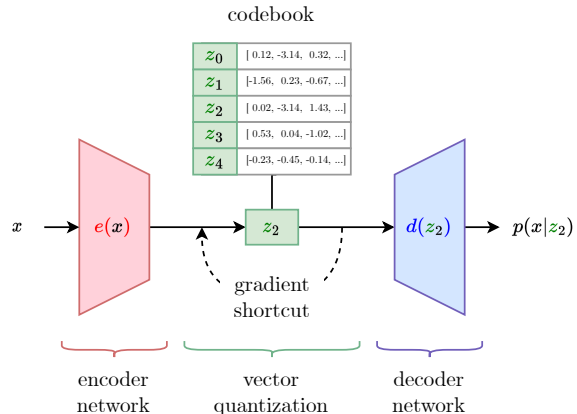 codebook
z₀ [ 0.12, -3.14, 0.32, ...]
z₁ [-1.56, 0.23, -0.67, ...]
z₂ [ 0.02, -3.14, 1.43, ...]
z₃ [ 0.53, 0.04, -1.02, ...]
z₄ [-0.23, -0.45, -0.14, ...]
x e(x) z₂ d(z₂) p(x|z₂)
gradient
shortcut
encoder
network
vector
quantization
decoder
network